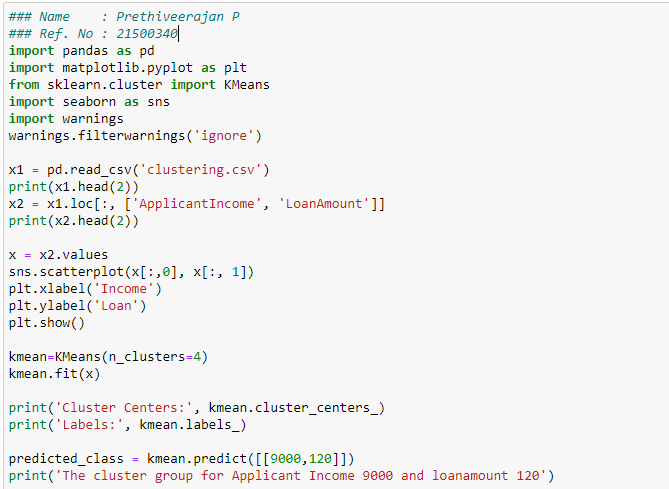 ### Name    : Prethiveerajan P
### Ref. No : 21500340
import pandas as pd
import matplotlib.pyplot as plt
from sklearn.cluster import KMeans
import seaborn as sns
import warnings
warnings.filterwarnings('ignore')

x1 = pd.read_csv('clustering.csv')
print(x1.head(2))
x2 = x1.loc[:, ['ApplicantIncome', 'LoanAmount']]
print(x2.head(2))

x = x2.values
sns.scatterplot(x[:,0], x[:, 1])
plt.xlabel('Income')
plt.ylabel('Loan')
plt.show()

kmean=KMeans(n_clusters=4)
kmean.fit(x)

print('Cluster Centers:', kmean.cluster_centers_)
print('Labels:', kmean.labels_)

predicted_class = kmean.predict([[9000,120]])
print('The cluster group for Applicant Income 9000 and loanamount 120')